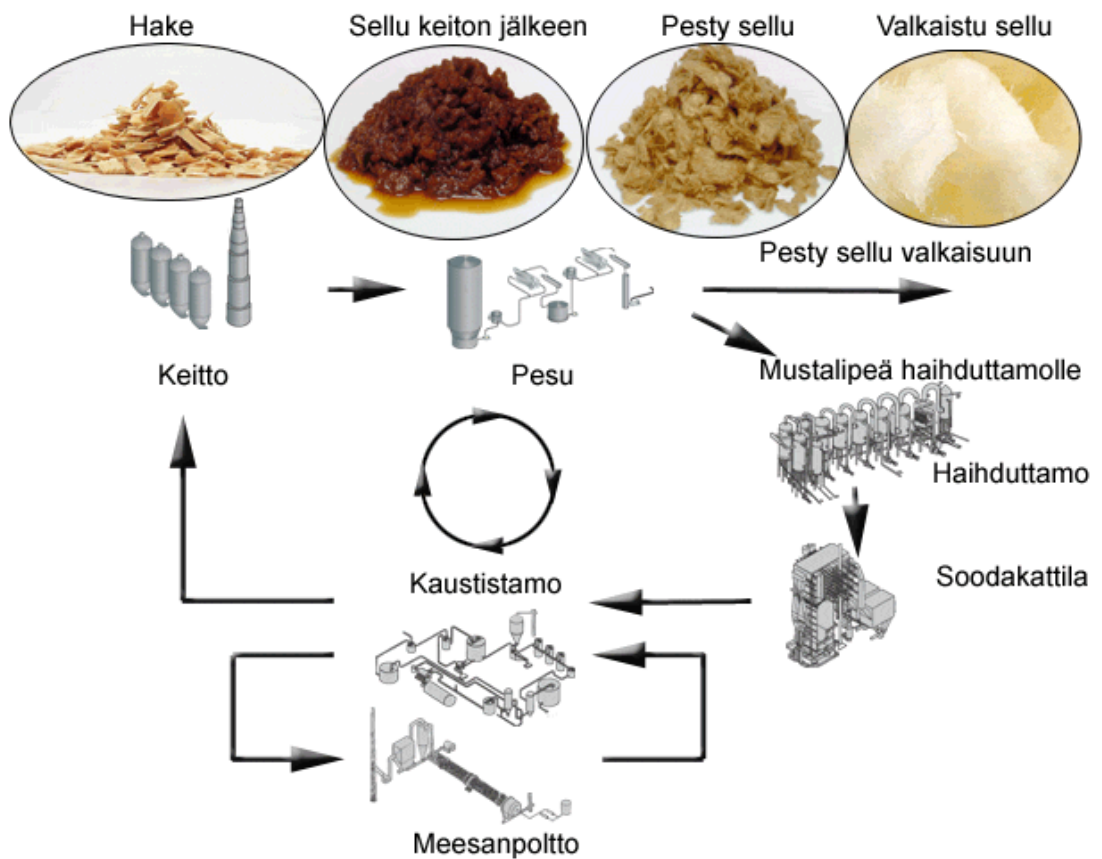 Hake
Sellu keiton jälkeen
Pesty sellu
Valkaistu sellu
Pesty sellu valkaisuun
Keitto
Pesu
Mustalipeä haihduttamolle
Haihduttamo
Soodakattila
Kaustistamo
Meesanpoltto